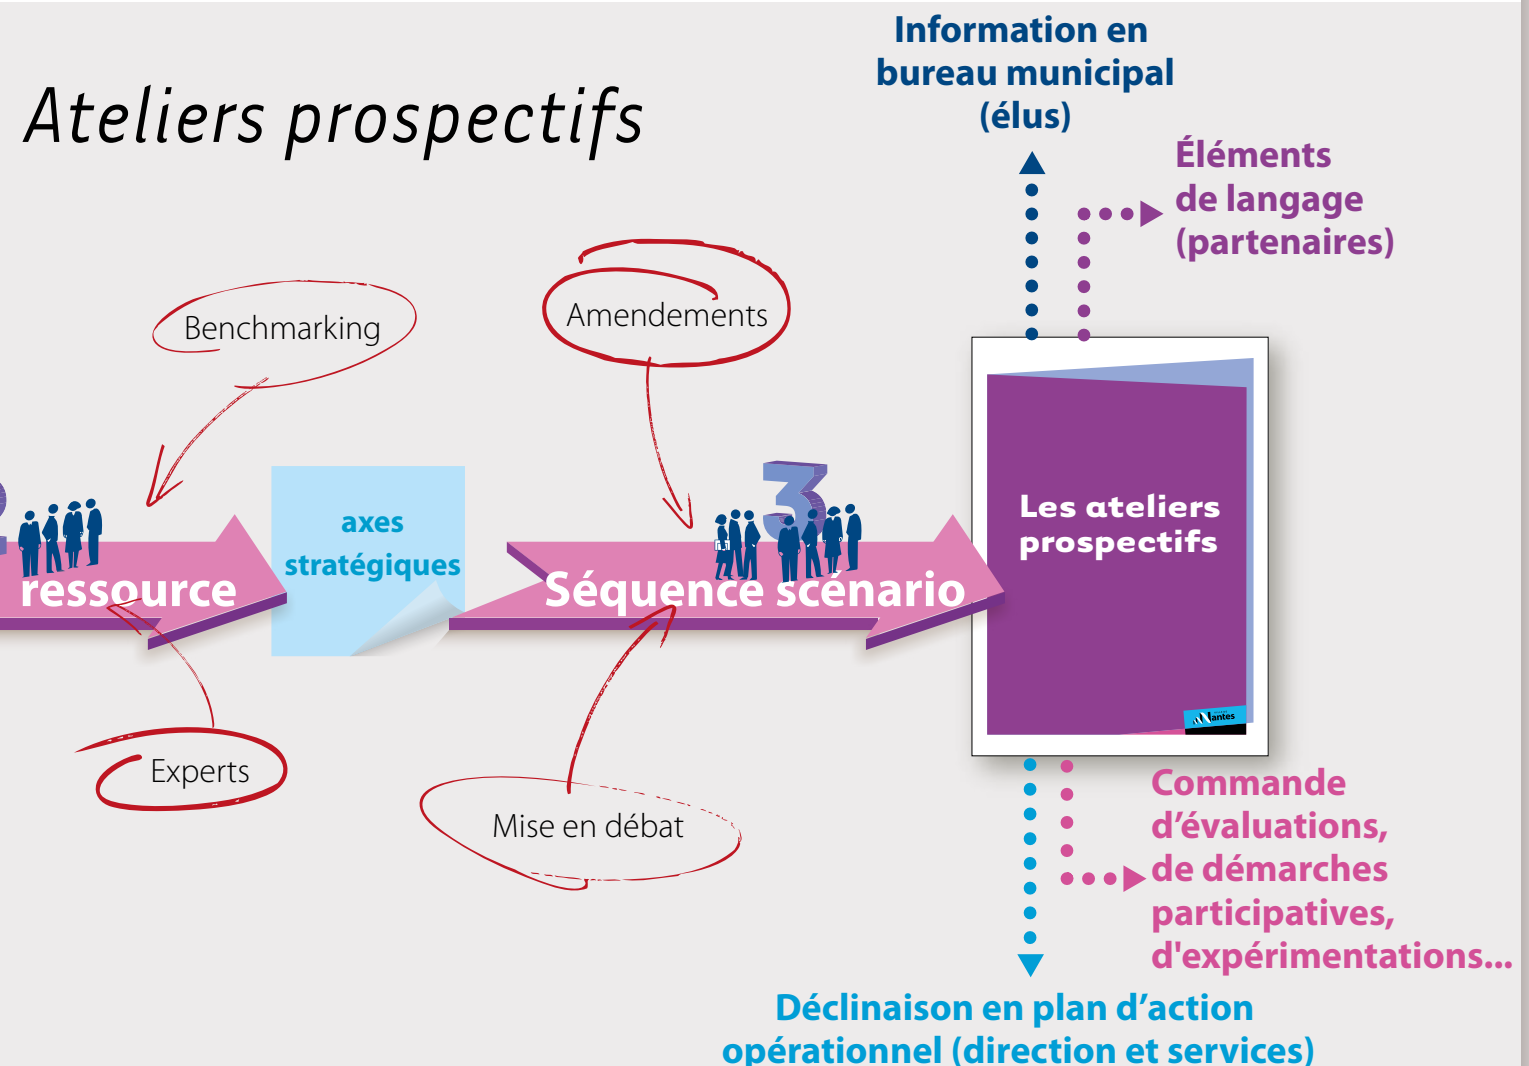 Ateliers prospectifs
Information en
bureau municipal
(élus)
Éléments
de langage
(partenaires)
Benchmarking
Amendements
axes
stratégiques
ressource
3
Séquence scénario
Les ateliers
prospectifs
Nantes
Experts
Mise en débat
Commande
d’évaluations,
de démarches
participatives,
d'expérimentations...
Déclinaison en plan d’action
opérationnel (direction et services)